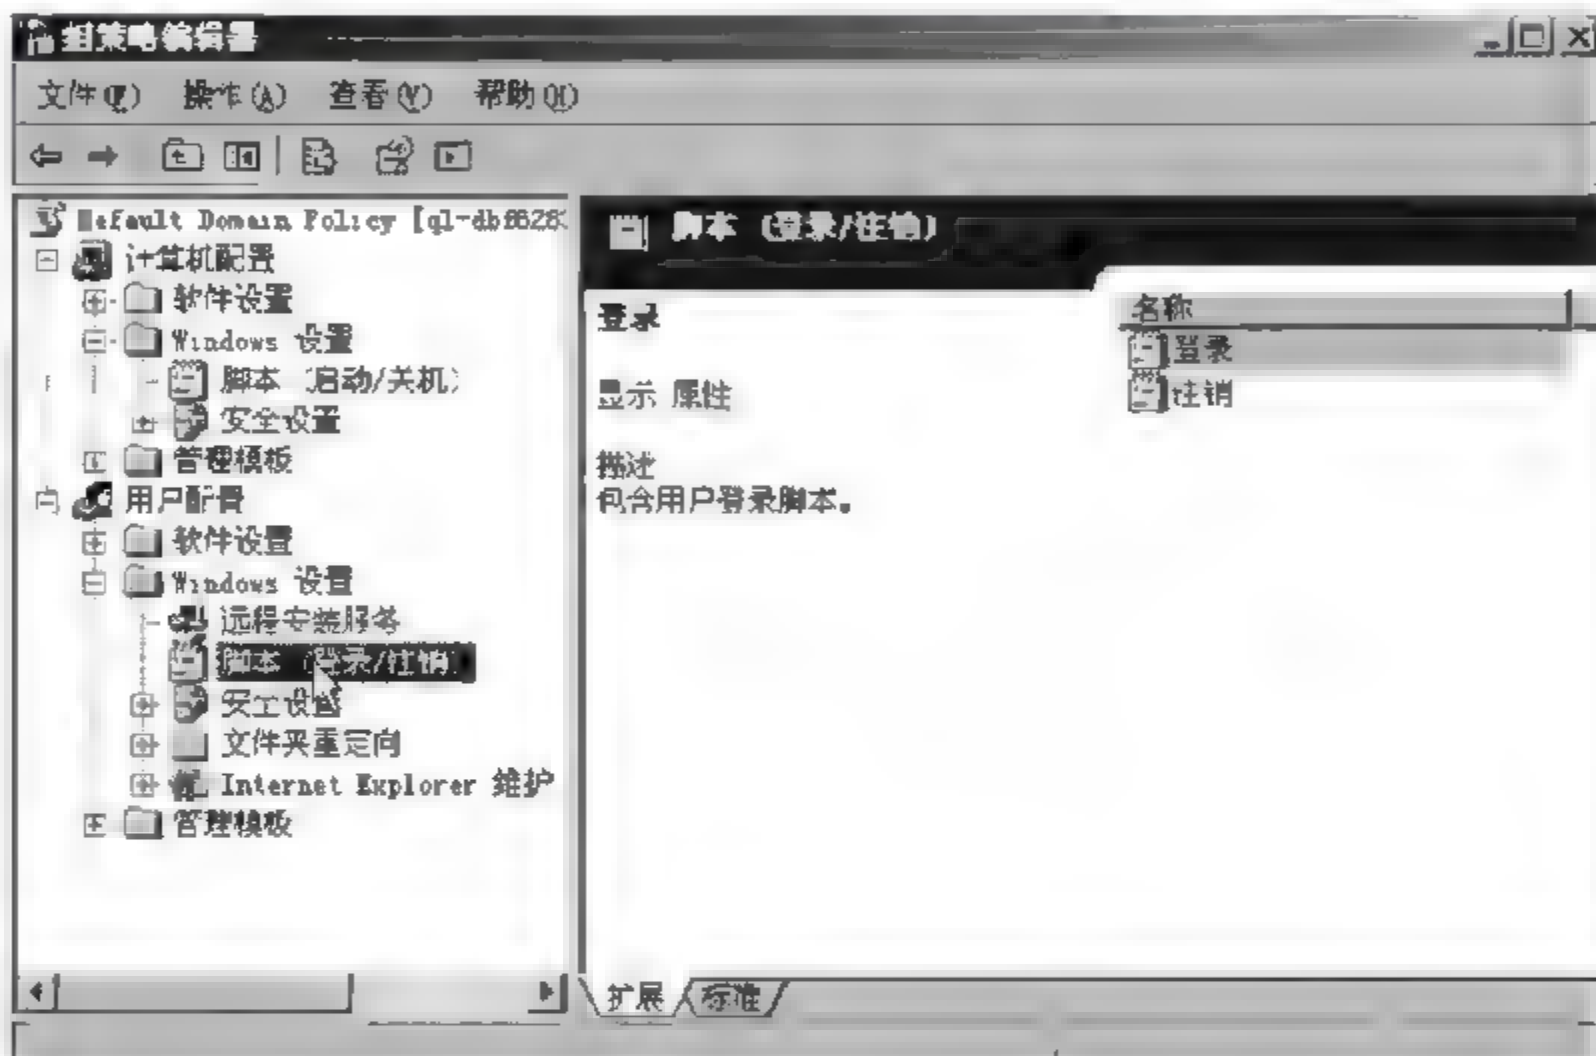 组策略编辑器
文件(F) 操作(A) 查看(V) 帮助(H)
Default Domain Policy [ql-dbf628
计算机配置
软件设置
Windows 设置
脚本 (启动/关机)
安全设置
管理模板
用户配置
软件设置
Windows 设置
远程安装服务
脚本 (登录/注销)
安全设置
文件夹重定向
Internet Explorer 维护
管理模板
脚本 (登录/注销)
登录
显示 属性
描述
包含用户登录脚本。
名称
登录
注销
扩展 标准